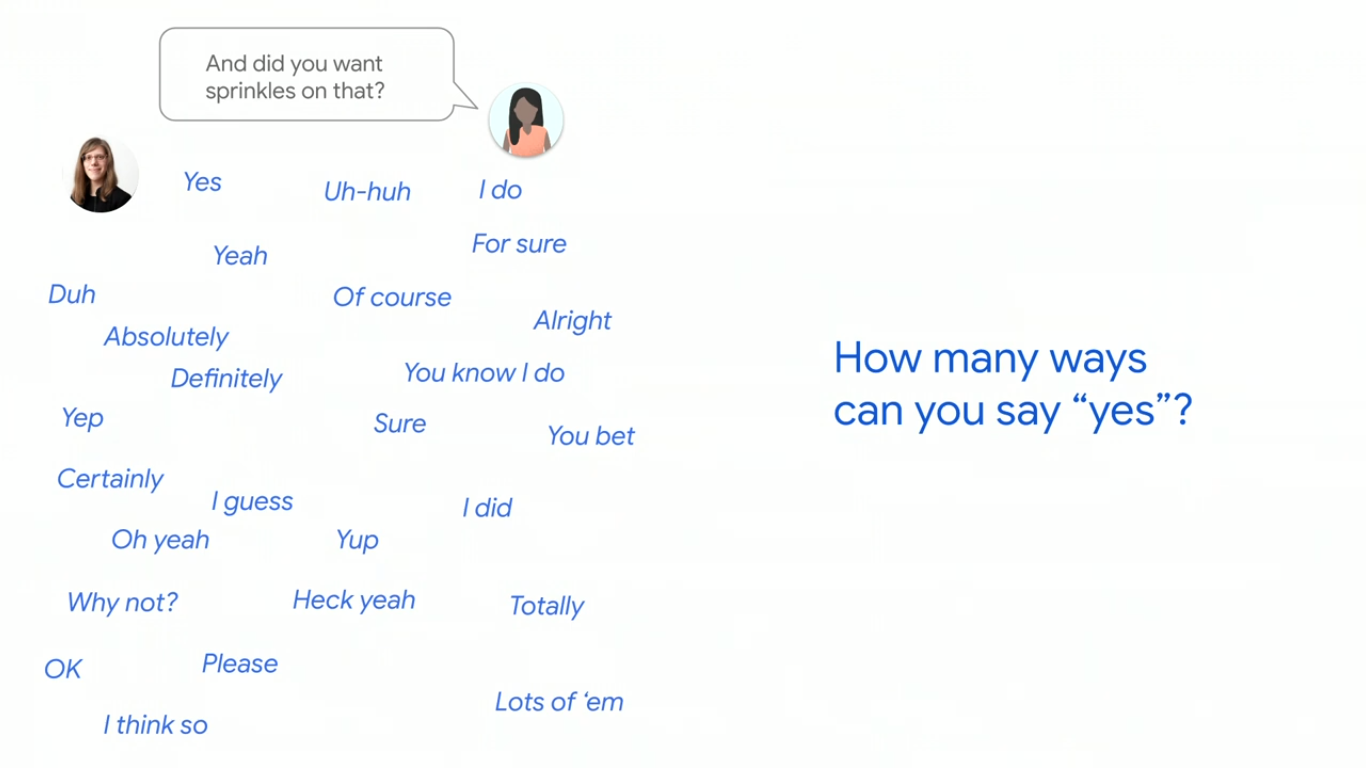 And did you want
sprinkles on that?
Yes
Uh-huh
I do
Yeah
For sure
Duh
Of course
Alright
Absolutely
Definitely
You know I do
Yep
Sure
You bet
Certainly
I guess
I did
Oh yeah
Yup
Why not?
Heck yeah
Totally
OK
Please
Lots of ‘em
I think so
How many ways
can you say “yes”?